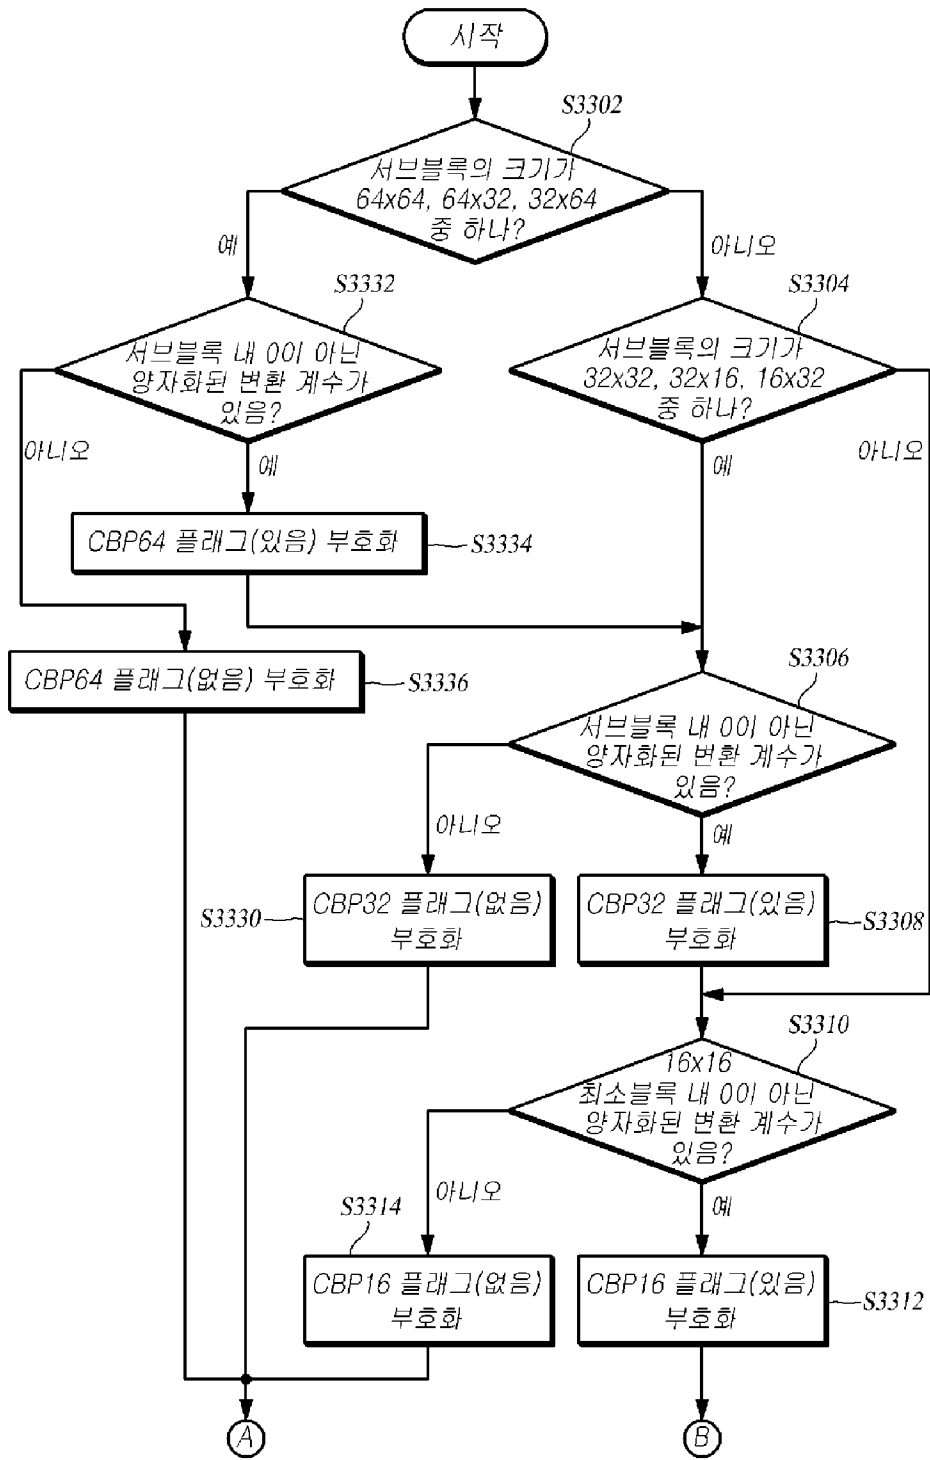 시작
S3302
서브블록의 크기가
64x64, 64x32, 32x64
중 하나?
예
아니오
S3332
서브블록 내 0이 아닌
양자화된 변환 계수가
있음?
S3304
서브블록의 크기가
32x32, 32x16, 16x32
중 하나?
아니오
예
예
아니오
CBP64 플래그(있음) 부호화
S3334
CBP64 플래그(없음) 부호화
S3336
S3306
서브블록 내 0이 아닌
양자화된 변환 계수가
있음?
아니오
예
S3330
CBP32 플래그(없음)
부호화
CBP32 플래그(있음)
부호화
S3308
S3310
16x16
최소블록 내 0이 아닌
양자화된 변환 계수가
있음?
아니오
예
S3314
CBP16 플래그(없음)
부호화
CBP16 플래그(있음)
부호화
S3312
A
B